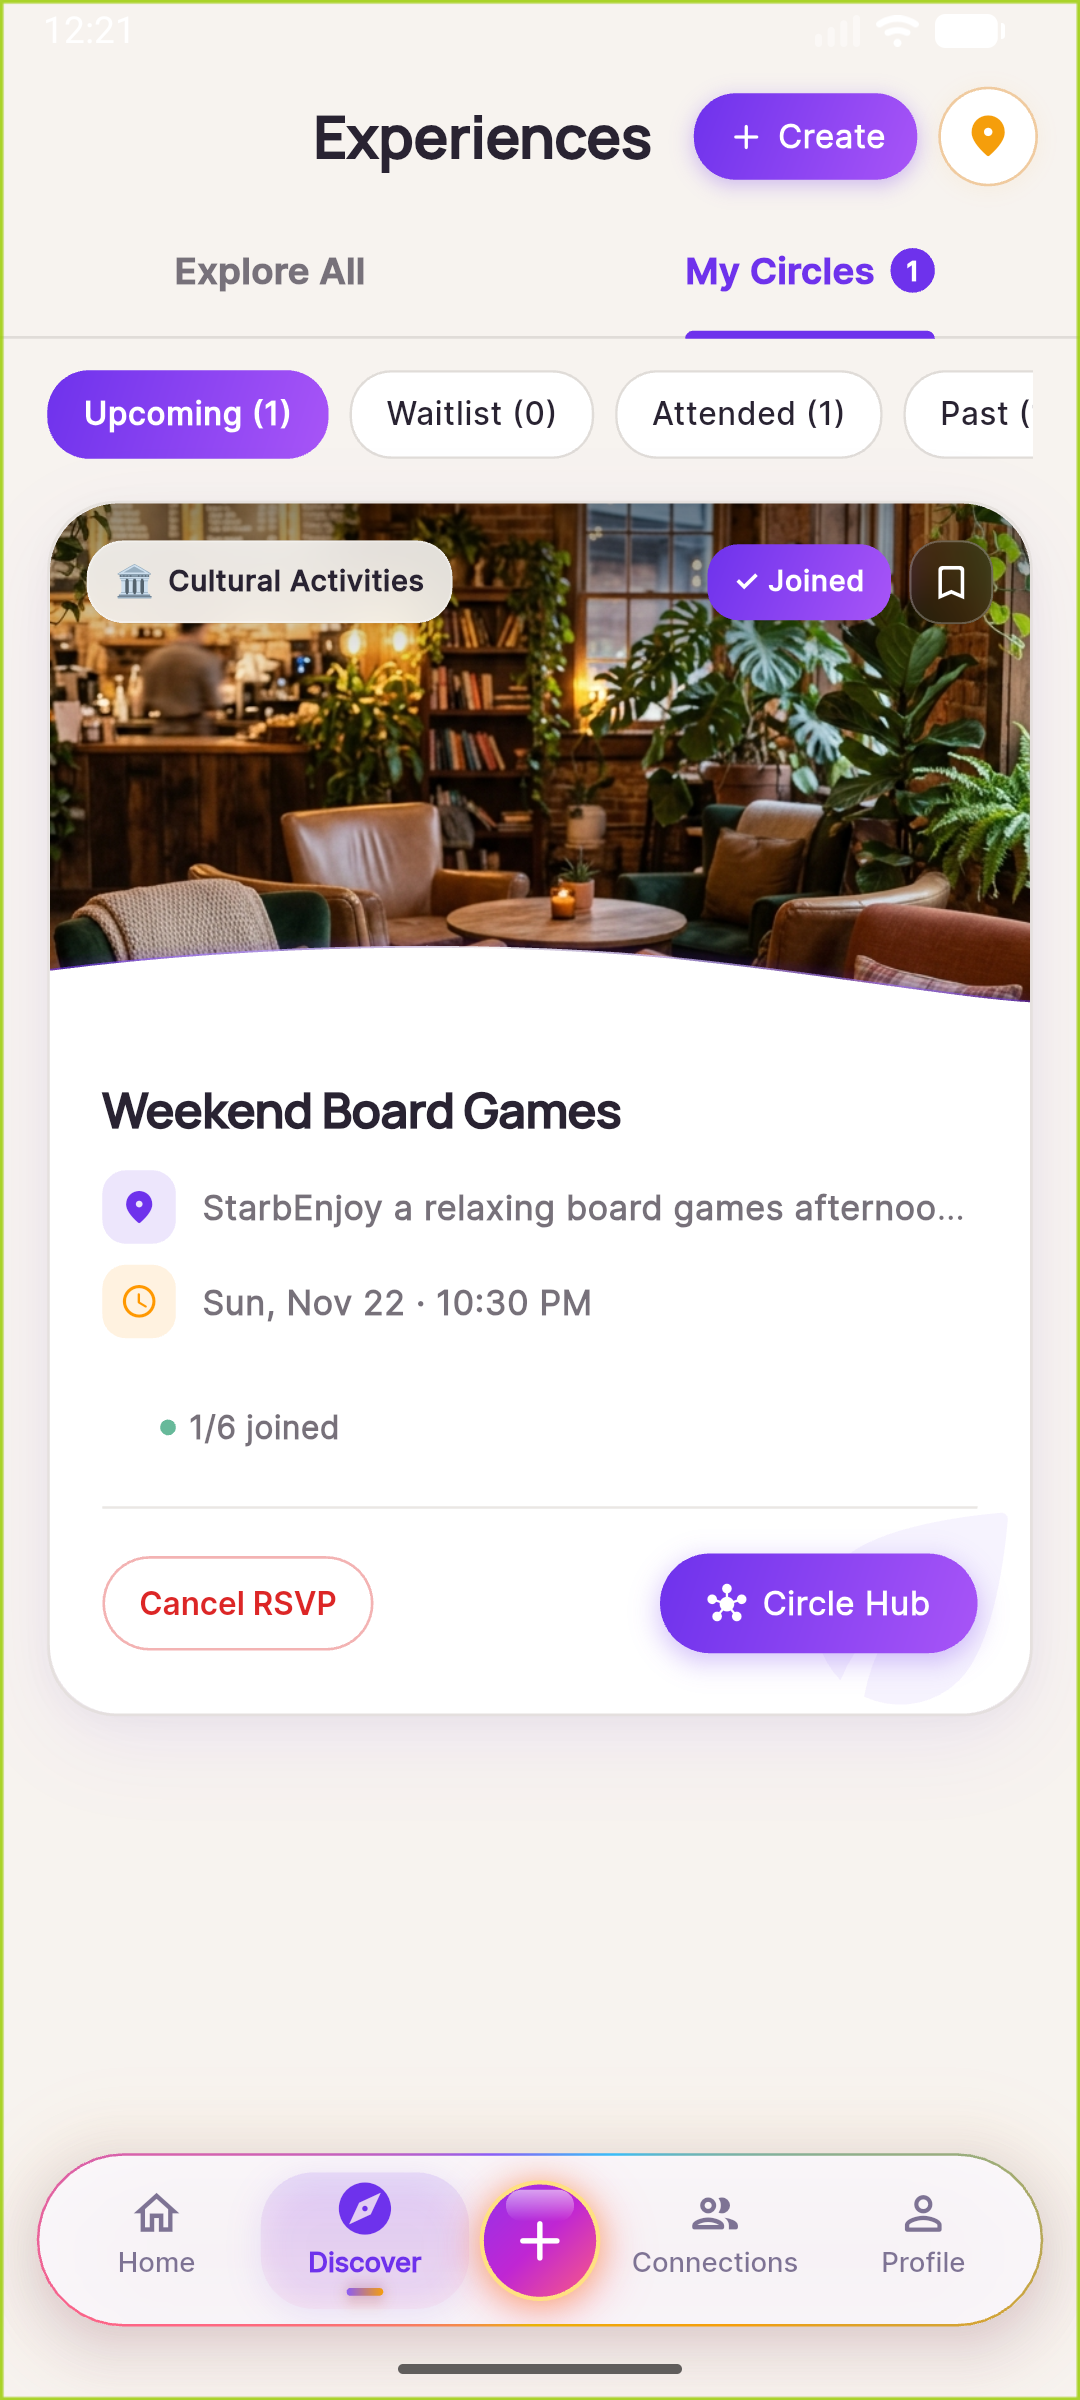 12:21
Experiences
+ Create
Explore All
My Circles 1
Upcoming (1)
Waitlist (0)
Attended (1)
Past (
Cultural Activities
✓ Joined
Weekend Board Games
StarbEnjoy a relaxing board games afternoo...
Sun, Nov 22 · 10:30 PM
1/6 joined
Cancel RSVP
Circle Hub
Home
Discover
Connections
Profile